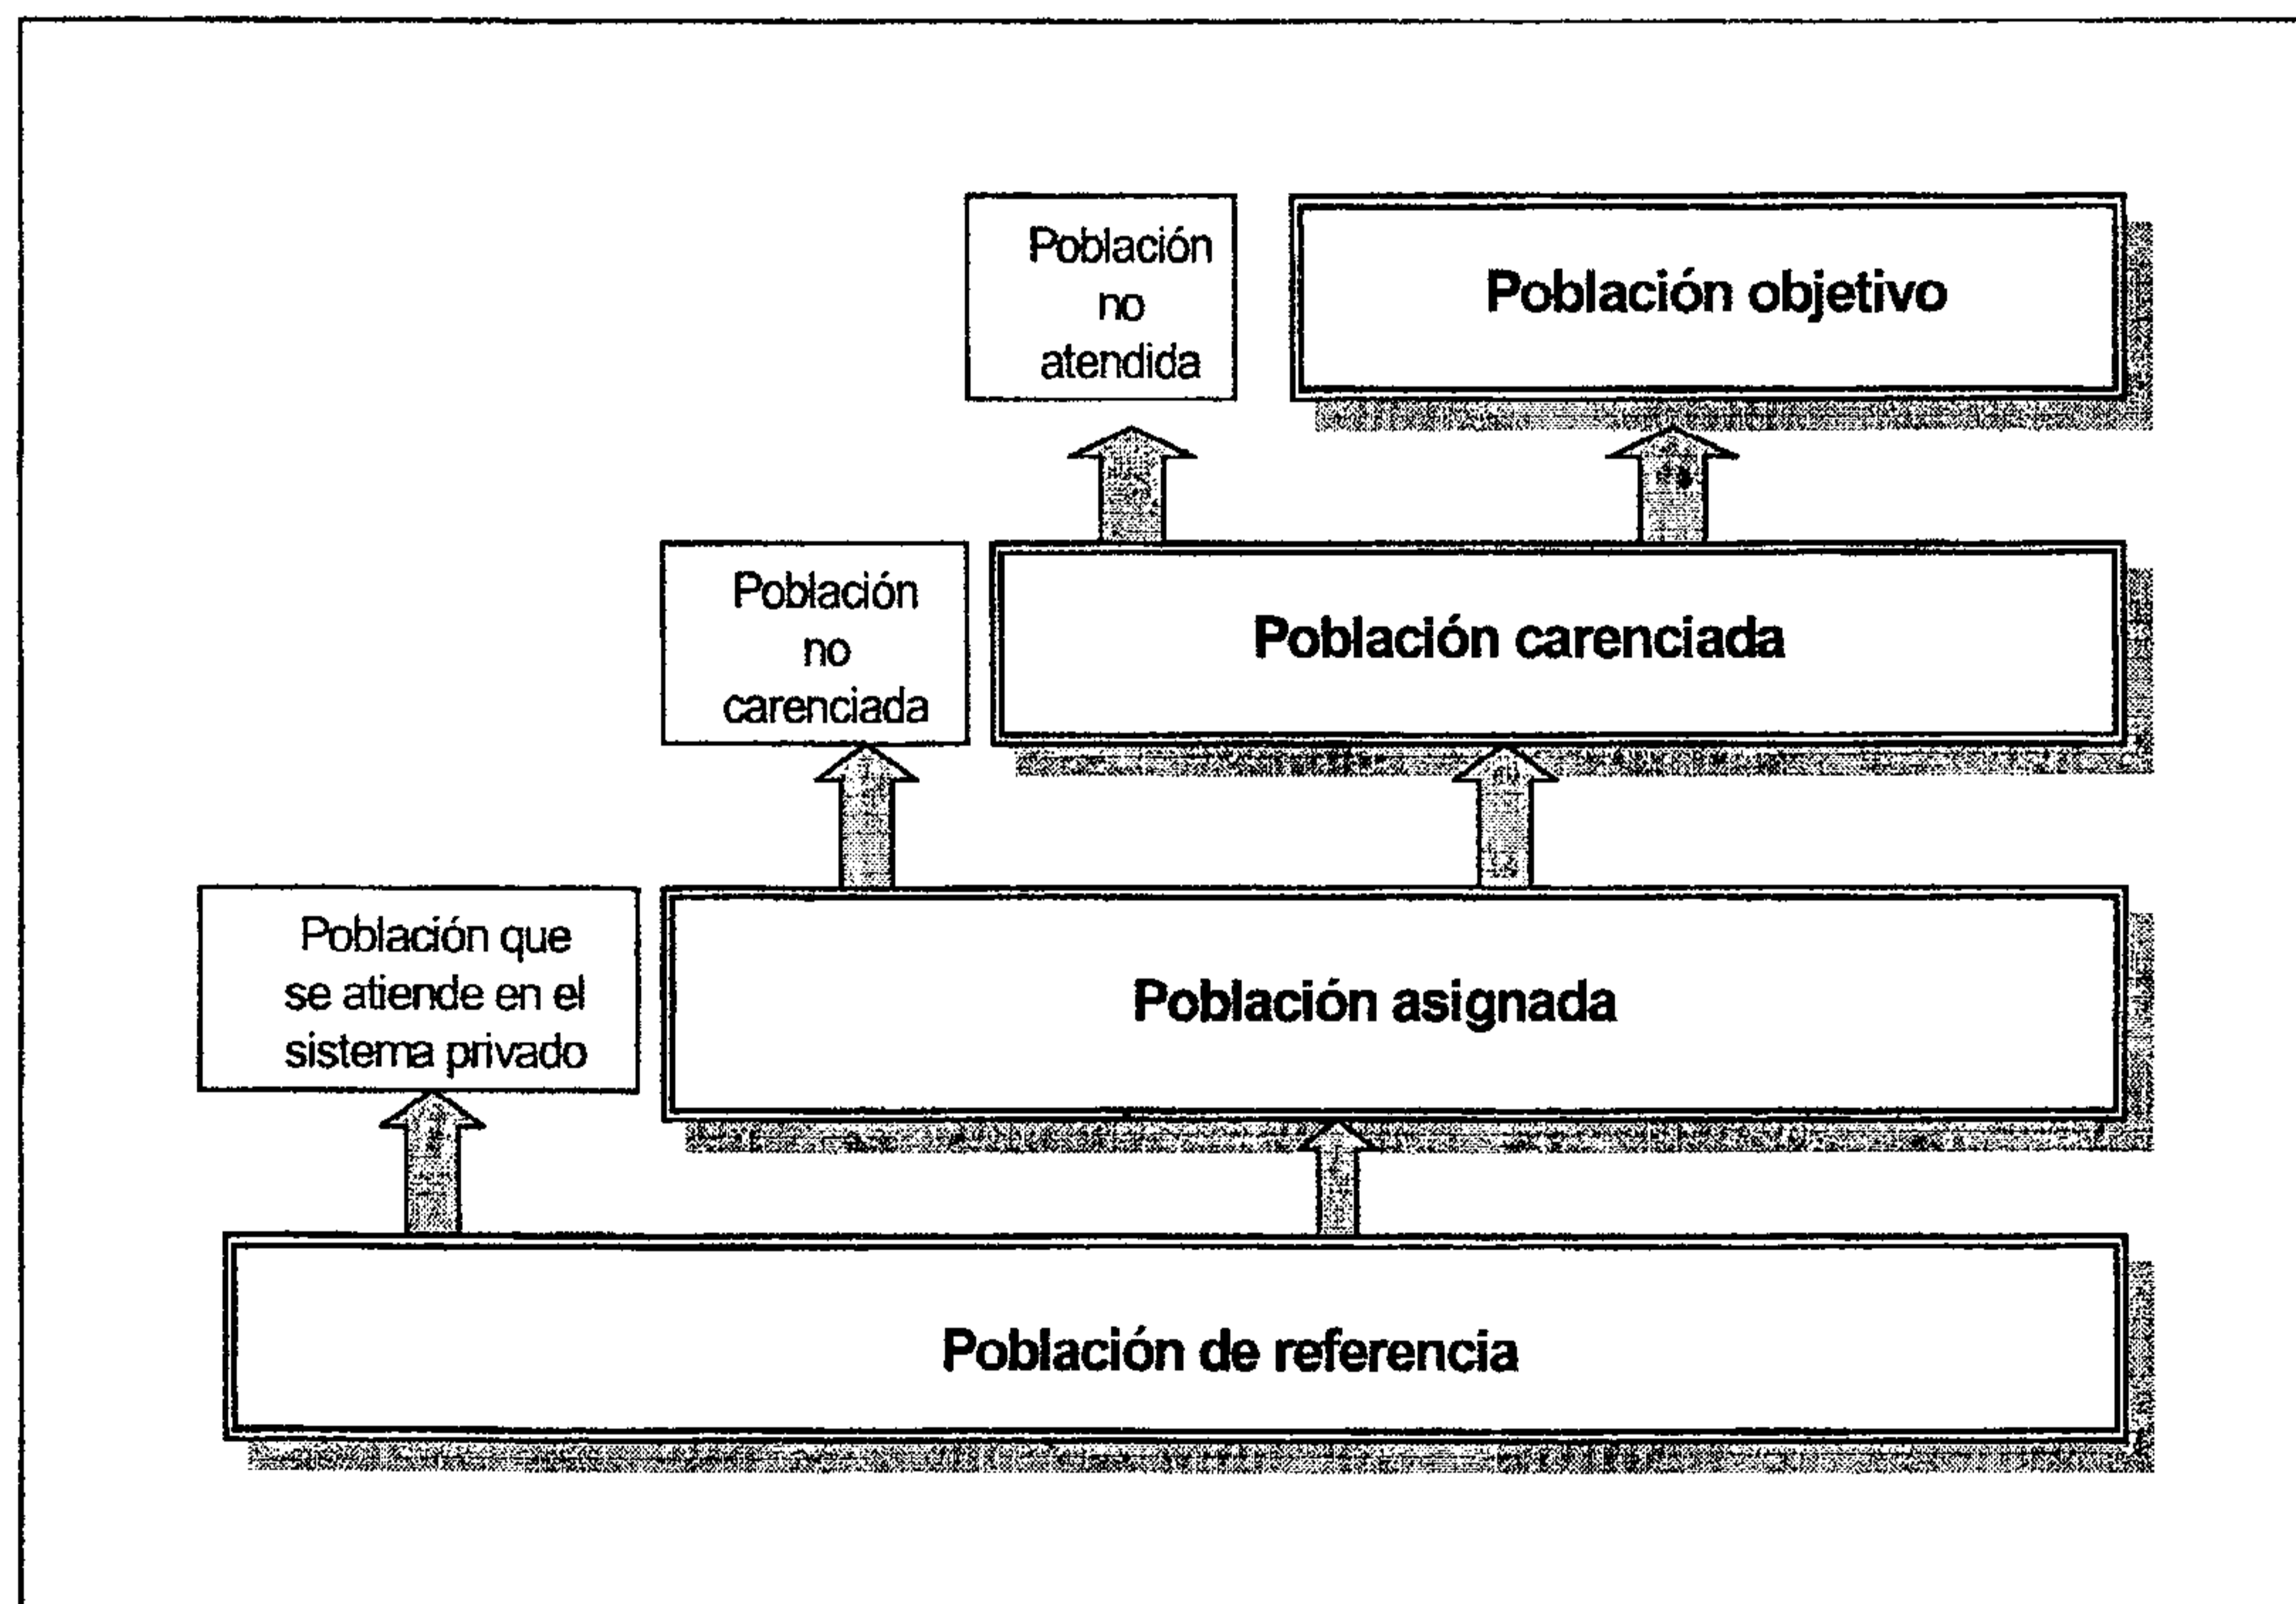 Población
no
atendida
Población objetivo
Población
no
carenciada
Población carenciada
Población que
se atiende en el
sistema privado
Población asignada
Población de referencia